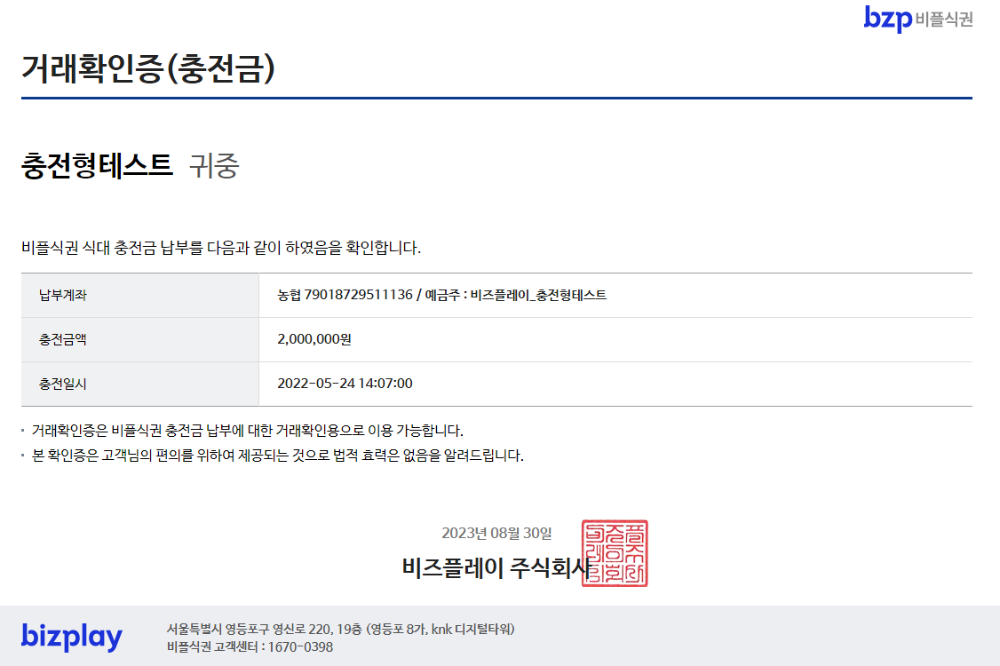 bzp 비플식권
거래확인증(충전금)
충전형테스트 귀중
비플식권 식대 충전금 납부를 다음과 같이 하였음을 확인합니다.
납부계좌 농협 79018729511136 / 예금주 : 비즈플레이_충전형테스트
충전금액 2,000,000원
충전일시 2022-05-24 14:07:00
· 거래확인증은 비플식권 충전금 납부에 대한 거래확인용으로 이용 가능합니다.
· 본 확인증은 고객님의 편의를 위하여 제공되는 것으로 법적 효력은 없음을 알려드립니다.
2023년 08월 30일
비즈플레이 주식회사
bizplay 서울특별시 영등포구 영신로 220, 19층 (영등포 8가, knk 디지털타워)
비플식권 고객센터 : 1670-0398